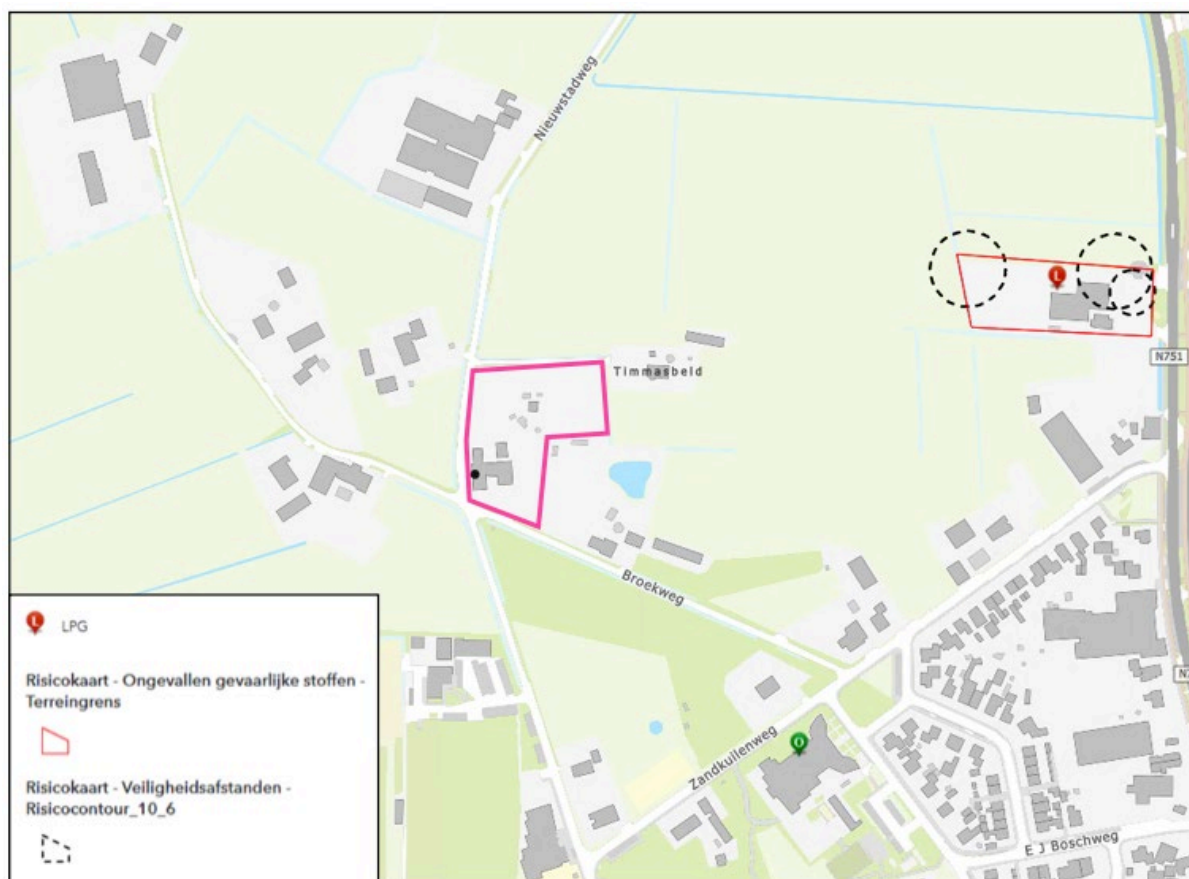 Nieuwstadweg
L
N751
Timmasbeld
Broekweg
L LPG
Risicokaart - Ongevallen gevaarlijke stoffen -
Terreingrens
Risicokaart - Veiligheidsafstanden -
Risicocontour_10_6
Zandkuilenweg
O
E J Boschweg